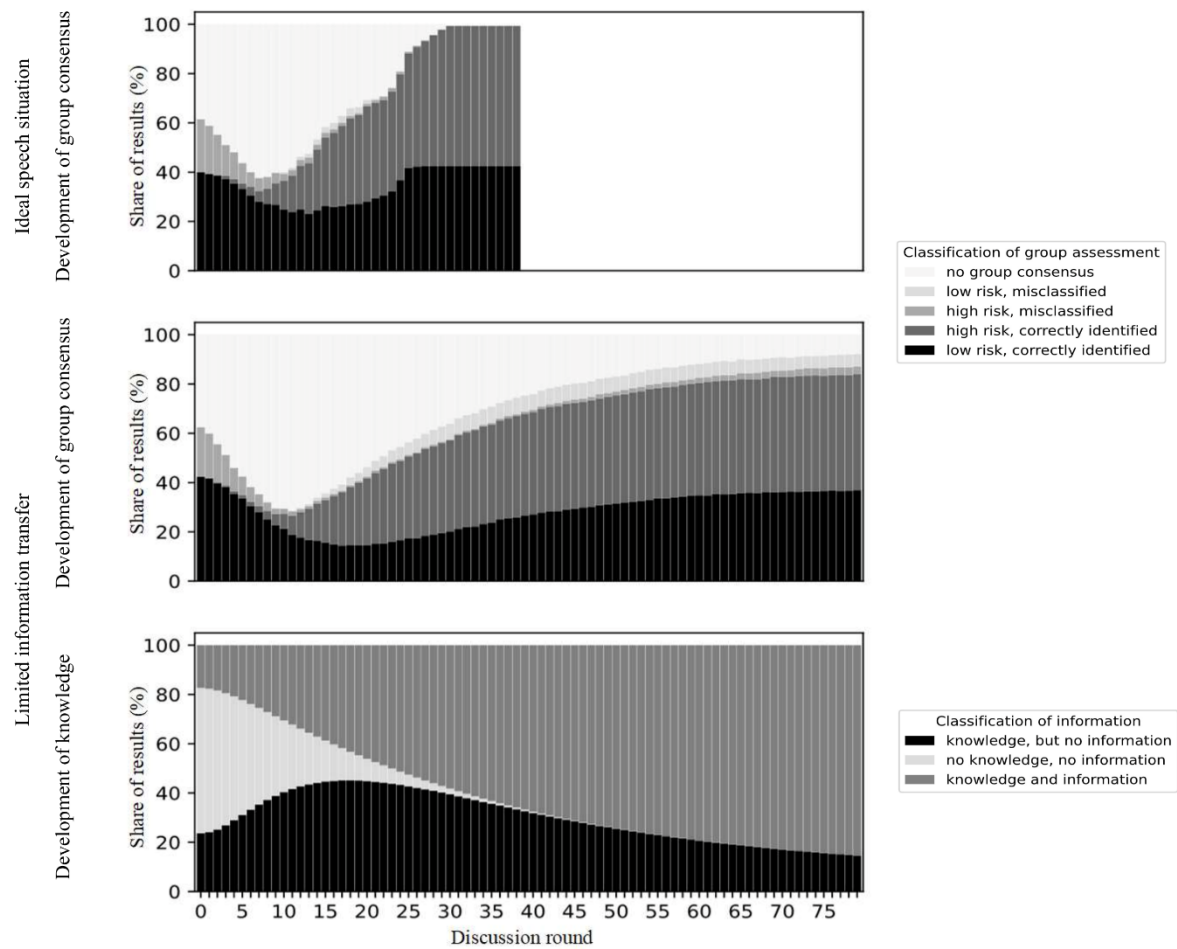 Ideal speech situation
Development of group consensus
Share of results (%)
100
80
60
40
20
0
Classification of group assessment
no group consensus
low risk, misclassified
high risk, misclassified
high risk, correctly identified
low risk, correctly identified
Limited information transfer
Development of group consensus
Share of results (%)
100
80
60
40
20
0
Development of knowledge
Share of results (%)
100
80
60
40
20
0
Classification of information
knowledge, but no information
no knowledge, no information
knowledge and information
0 5 10 15 20 25 30 35 40 45 50 55 60 65 70 75
Discussion round